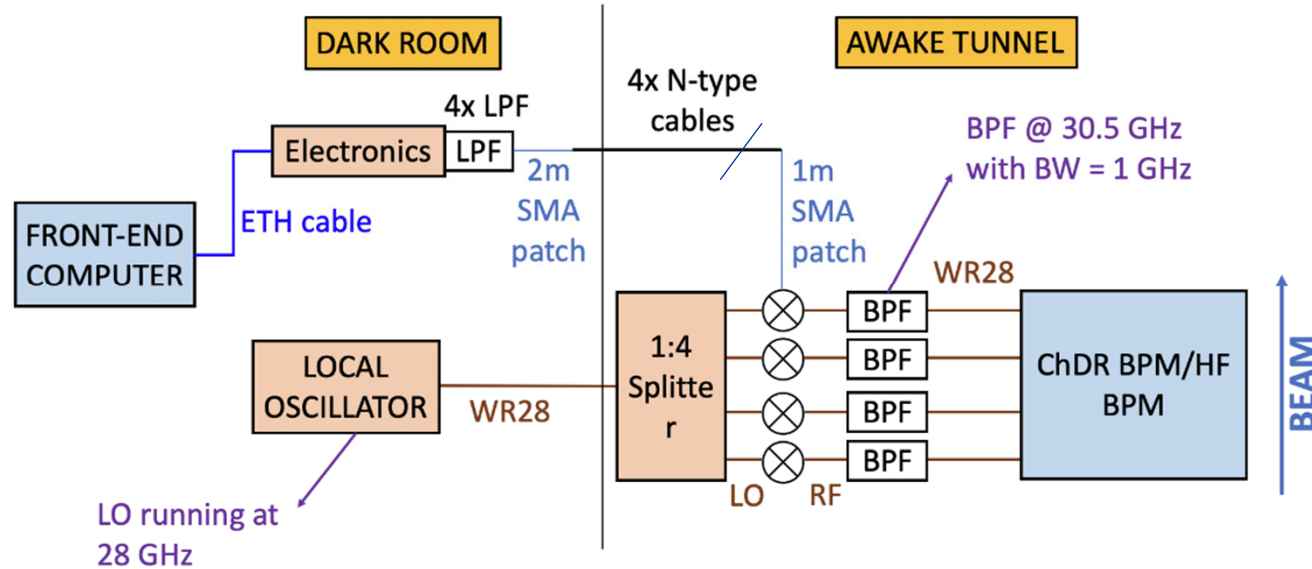 DARK ROOM
AWAKE TUNNEL
4x N-type
cables
4x LPF
Electronics
LPF
2m
SMA
patch
1m
SMA
patch
BPF @ 30.5 GHz
with BW = 1 GHz
ETH cable
FRONT-END
COMPUTER
WR28
BPF
BPF
BPF
BPF
1:4
Splitte
r
ChDR BPM/HF
BPM
BEAM
LOCAL
OSCILLATOR
WR28
LO
RF
LO running at
28 GHz